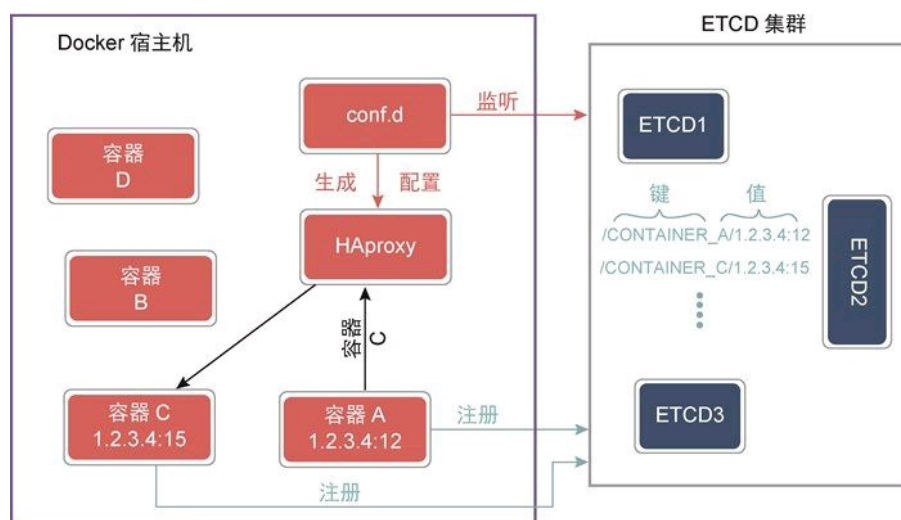 Docker 宿主机
ETCD 集群
conf.d
监听
ETCD1
容器
D
生成
配置
键
值
HAproxy
/CONTAINER_A/1.2.3.4:12
/CONTAINER_C/1.2.3.4:15
ETCD2
容器
B
容器
C
容器 C
1.2.3.4:15
容器 A
1.2.3.4:12
注册
ETCD3
注册